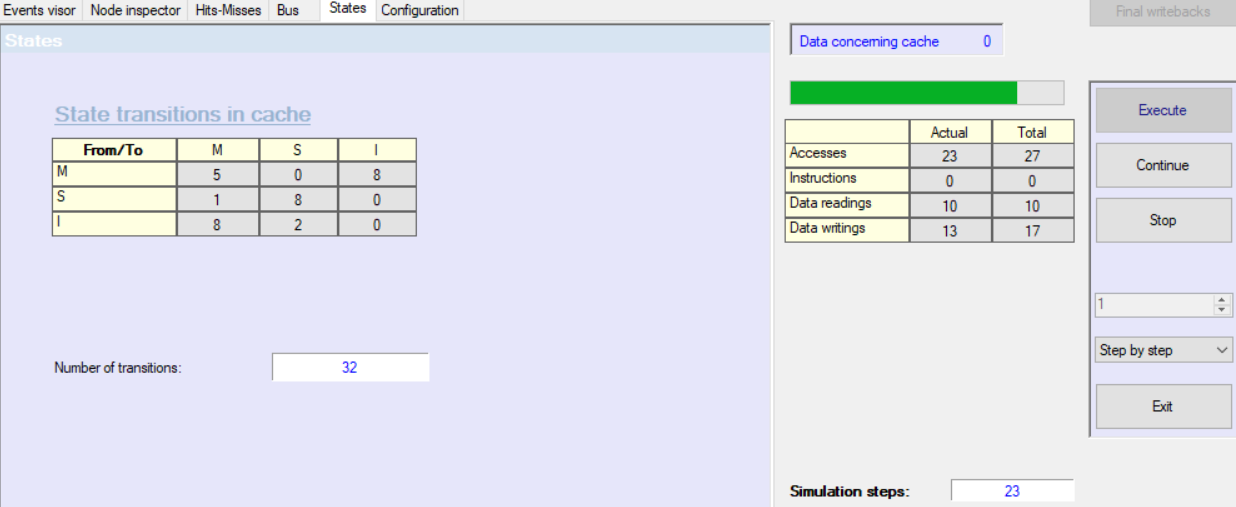 Events visor Node inspector Hits-Misses Bus States Configuration
States
State transitions in cache
From/To M S I
M 5 0 8
S 1 8 0
I 8 2 0
Number of transitions: 32
Data concerning cache 0
Actual Total
Accesses 23 27
Instructions 0 0
Data readings 10 10
Data writings 13 17
Simulation steps: 23
Final writebacks
Execute
Continue
Stop
1
Step by step
Exit